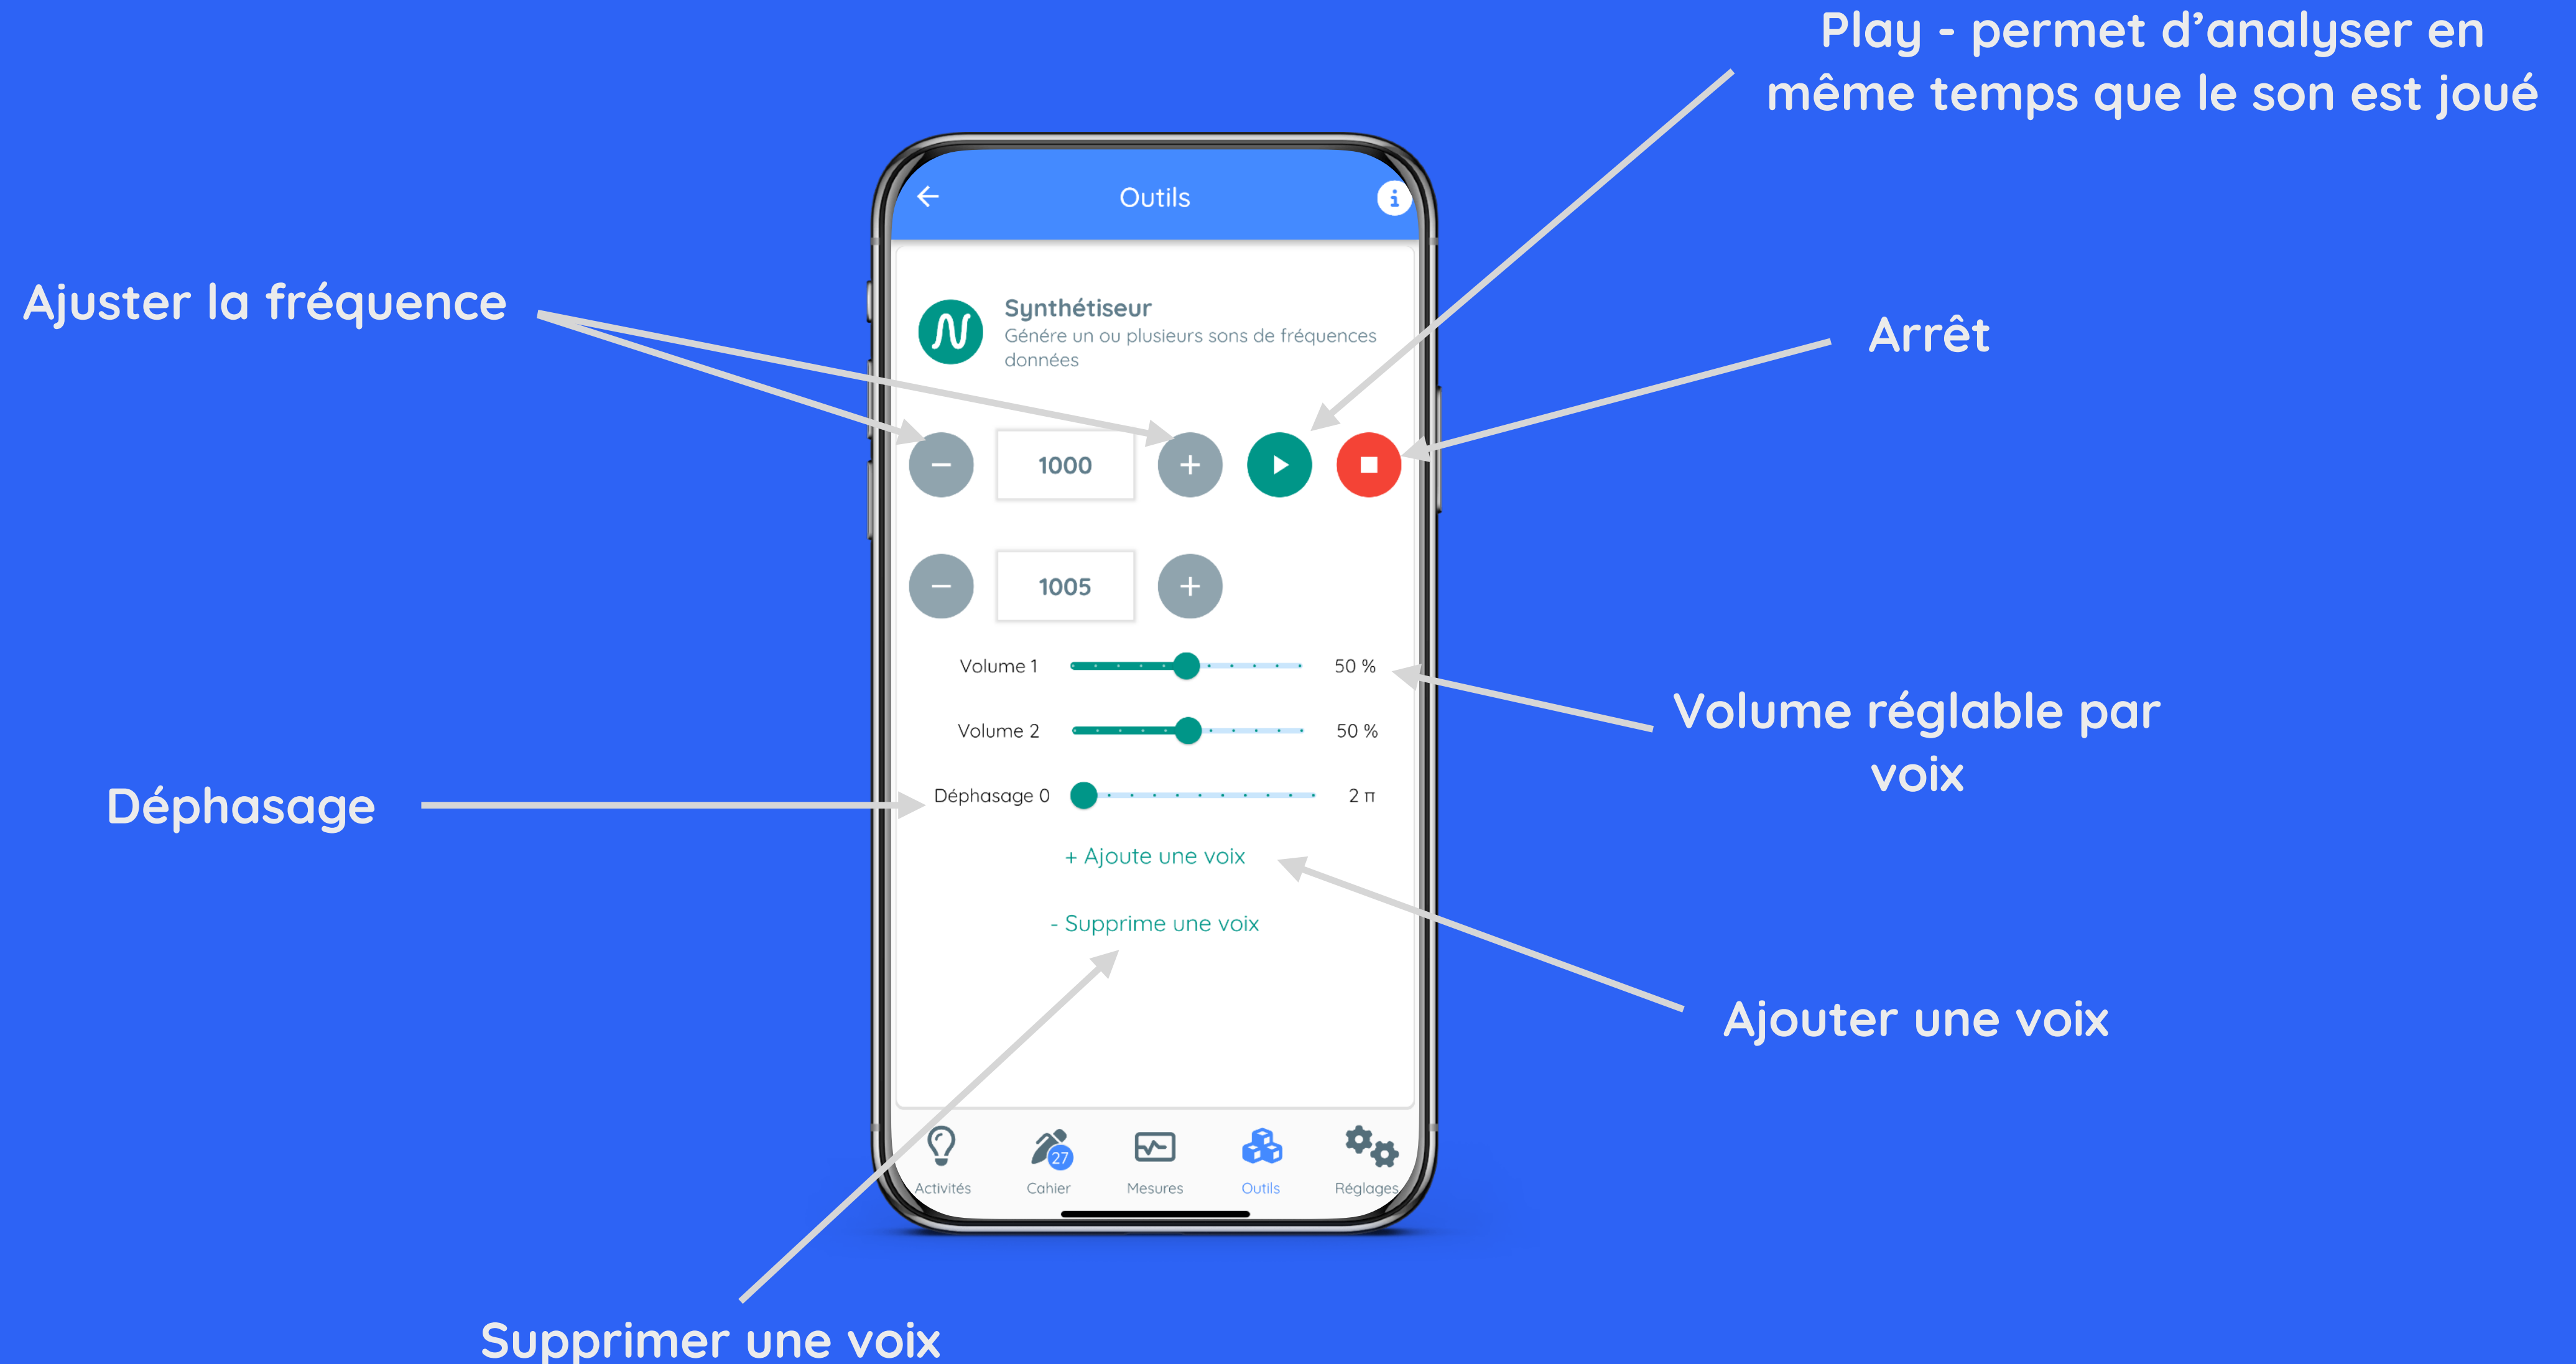 Play - permet d'analyser en
même temps que le son est joué
Outils
i
Ajuster la fréquence
Synthétiseur
Génére un ou plusieurs sons de fréquences
données
Arrêt
− 1000 +
− 1005 +
Volume 1 50 %
Volume 2 50 %
Volume réglable par
voix
Déphasage
Déphasage 0 2 π
+ Ajoute une voix
- Supprime une voix
Ajouter une voix
27
Activités Cahier Mesures Outils Réglages
Supprimer une voix